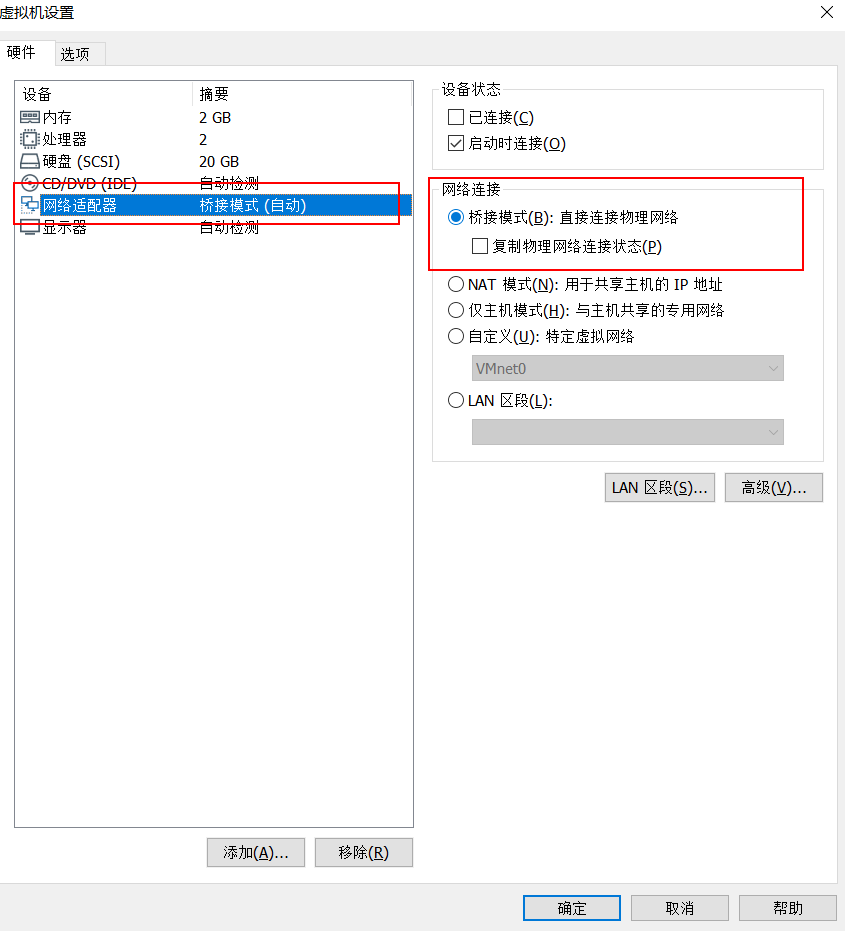 虚拟机设置
硬件 选项
设备 摘要
内存 2 GB
处理器 2
硬盘 (SCSI) 20 GB
CD/DVD (IDE) 自动检测
网络适配器 桥接模式 (自动)
显示器 自动检测
添加(A)... 移除(R)
设备状态
已连接(C)
启动时连接(O)
网络连接
桥接模式(B): 直接连接物理网络
复制物理网络连接状态(P)
NAT 模式(N): 用于共享主机的 IP 地址
仅主机模式(H): 与主机共享的专用网络
自定义(U): 特定虚拟网络
VMnet0
LAN 区段(L):
LAN 区段(S)... 高级(V)...
确定 取消 帮助